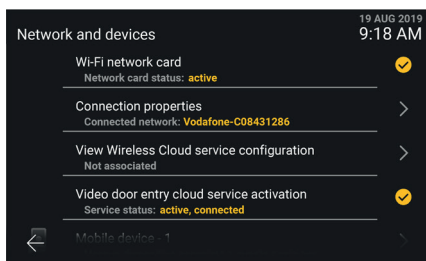 19 AUG 2019
Network and devices
9:18 AM
Wi-Fi network card
Network card status: active
Connection properties
Connected network: Vodafone-C08431286
View Wireless Cloud service configuration
Not associated
Video door entry cloud service activation
Service status: active, connected
Mobile device - 1